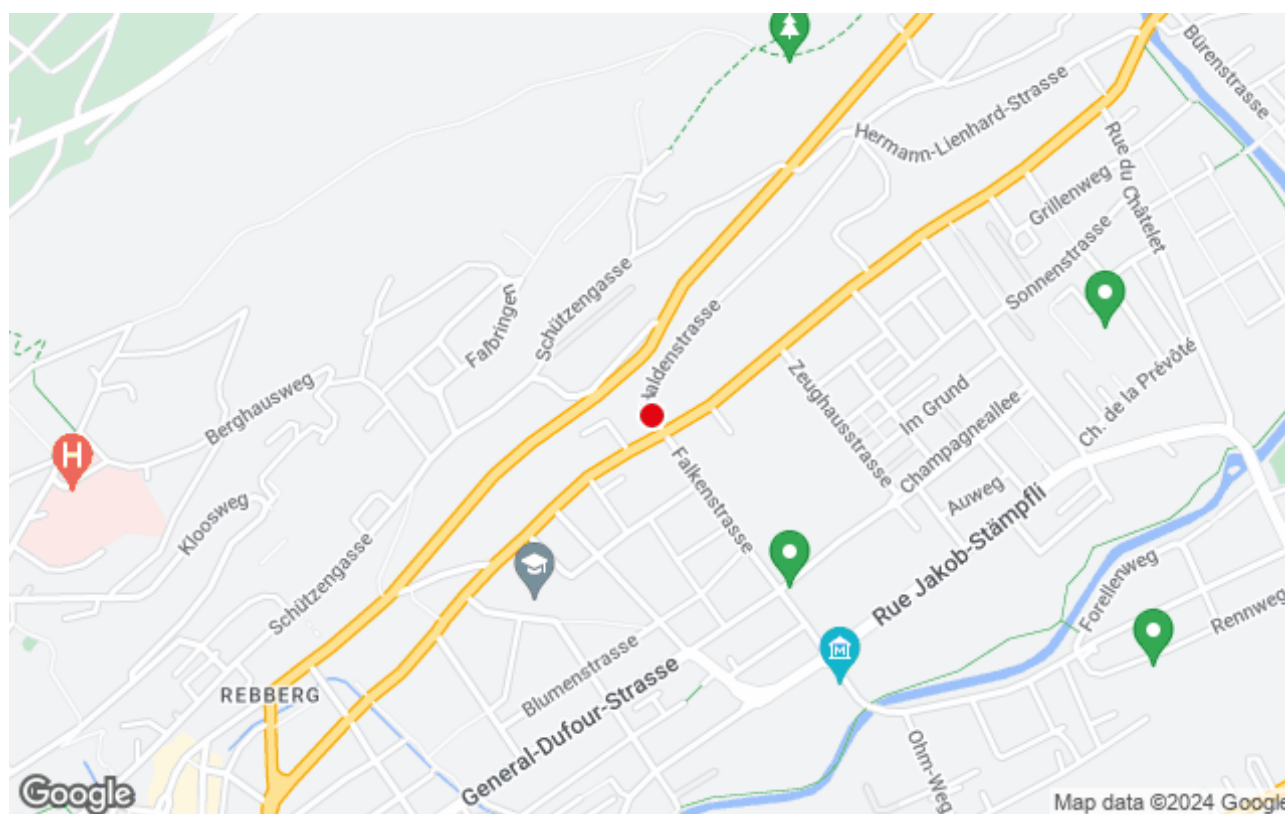 Bürenstrasse
Hermann-Lienhard-Strasse
Rue du Châtelet
Grillenweg
Sonnenstrasse
Schützengasse
Falbringen
Berghausweg
Zeughausstrasse
Im Grund
Champagneallee
Ch. de la Prévôté
H
Kloosweg
Falkenstrasse
Auweg
Rue Jakob-Stämpfli
Schützengasse
Forellenweg
Rennweg
M
REBBERG
Blumenstrasse
General-Dufour-Strasse
Ohm-Weg
Google
Map data ©2024 Google